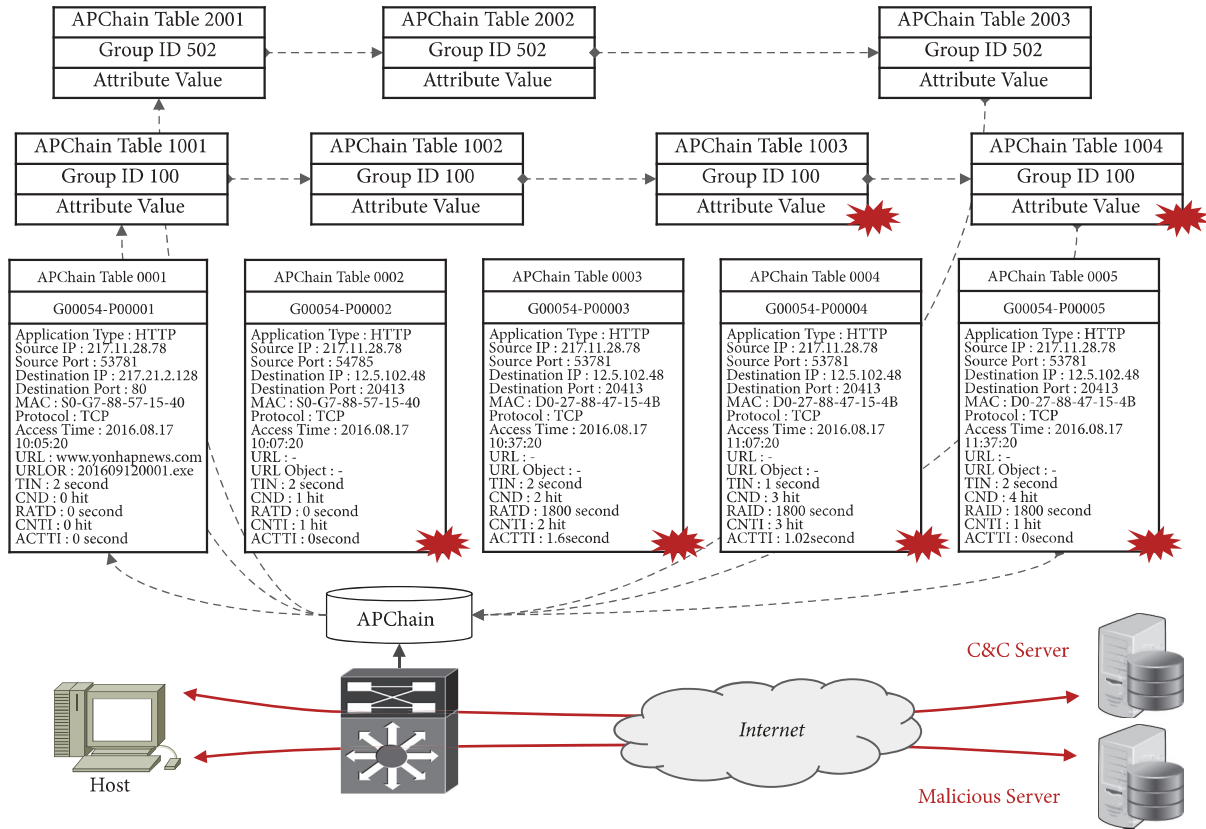 APChain Table 2001
Group ID 502
Attribute Value
APChain Table 2002
Group ID 502
Attribute Value
APChain Table 2003
Group ID 502
Attribute Value
APChain Table 1001
Group ID 100
Attribute Value
APChain Table 1002
Group ID 100
Attribute Value
APChain Table 1003
Group ID 100
Attribute Value
APChain Table 1004
Group ID 100
Attribute Value
APChain Table 0001
G00054-P00001
Application Type : HTTP
Source IP : 217.11.28.78
Source Port : 53781
Destination IP : 217.21.2.128
Destination Port : 80
MAC : S0-G7-88-57-15-40
Protocol : TCP
Access Time : 2016.08.17
10:05:20
URL : www.yonhapnews.com
URLOR : 201609120001.exe
TIN : 2 second
CND : 0 hit
RATD : 0 second
CNTI : 0 hit
ACTTI : 0 second
APChain Table 0002
G00054-P00002
Application Type : HTTP
Source IP : 217.11.28.78
Source Port : 54785
Destination IP : 12.5.102.48
Destination Port : 20413
MAC : S0-G7-88-57-15-40
Protocol : TCP
Access Time : 2016.08.17
10:07:20
URL : -
URL Object : -
TIN : 2 second
CND : 1 hit
RATD : 0 second
CNTI : 1 hit
ACTTI : 0second
APChain Table 0003
G00054-P00003
Application Type : HTTP
Source IP : 217.11.28.78
Source Port : 53781
Destination IP : 12.5.102.48
Destination Port : 20413
MAC : D0-27-88-47-15-4B
Protocol : TCP
Access Time : 2016.08.17
10:37:20
URL : -
URL Object : -
TIN : 2 second
CND : 2 hit
RATD : 1800 second
CNTI : 2 hit
ACTTI : 1.6second
APChain Table 0004
G00054-P00004
Application Type : HTTP
Source IP : 217.11.28.78
Source Port : 53781
Destination IP : 12.5.102.48
Destination Port : 20413
MAC : D0-27-88-47-15-4B
Protocol : TCP
Access Time : 2016.08.17
11:07:20
URL : -
URL Object : -
TIN : 1 second
CND : 3 hit
RAID : 1800 second
CNTI : 3 hit
ACTTI : 1.02second
APChain Table 0005
G00054-P00005
Application Type : HTTP
Source IP : 217.11.28.78
Source Port : 53781
Destination IP : 12.5.102.48
Destination Port : 20413
MAC : D0-27-88-47-15-4B
Protocol : TCP
Access Time : 2016.08.17
11:37:20
URL : -
URL Object : -
TIN : 2 second
CND : 4 hit
RAID : 1800 second
CNTI : 1 hit
ACTTI : 0second
APChain
C&C Server
Internet
Host
Malicious Server